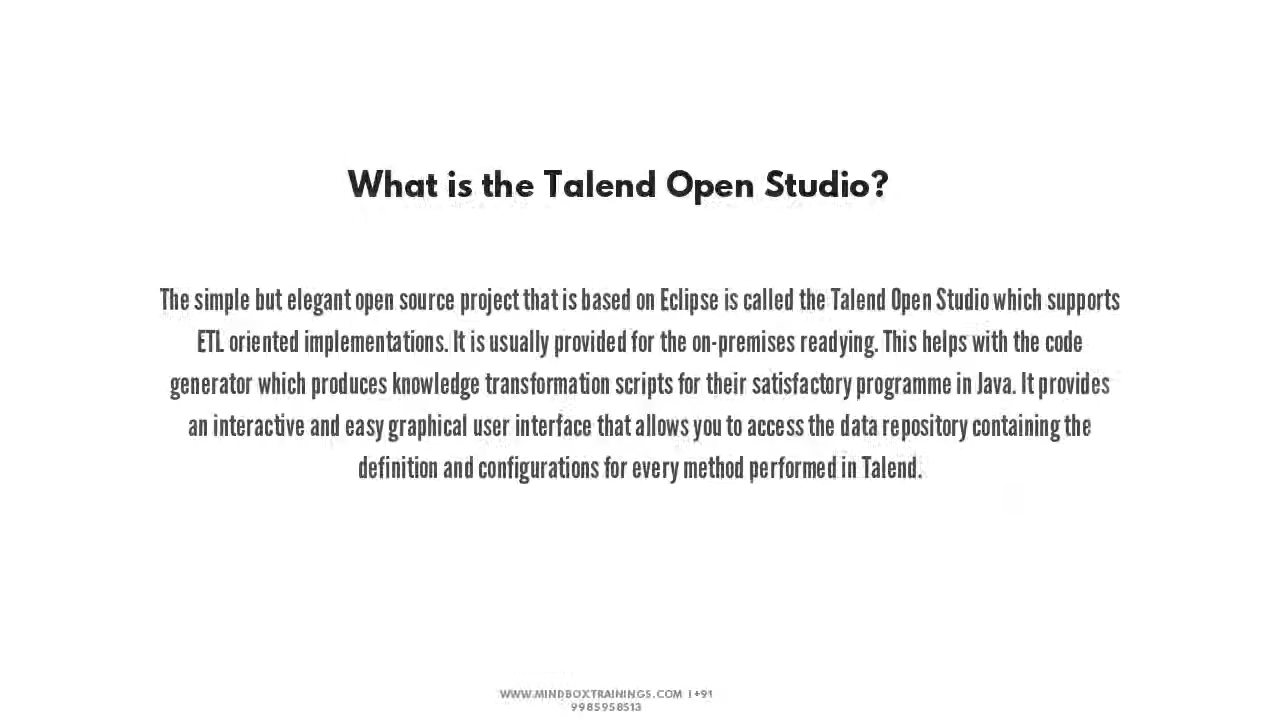 What is the Talend Open Studio?
The simple but elegant open source project that is based on Eclipse is called the Talend Open Studio which supports
ETL oriented implementations. It is usually provided for the on-premises readying. This helps with the code
generator which produces knowledge transformation scripts for their satisfactory programme in Java. It provides
an interactive and easy graphical user interface that allows you to access the data repository containing the
definition and configurations for every method performed in Talend.
WWW.MINDBOXTRAININGS.COM I +91
9985958513